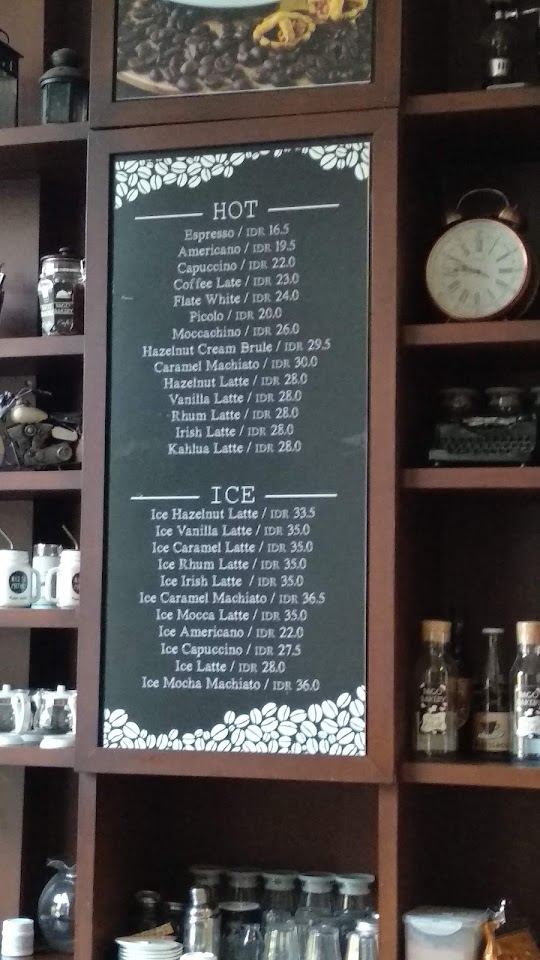 HOT
Espresso / IDR 16.5
Americano / IDR 19.5
Capuccino / IDR 22.0
Coffee Late / IDR 23.0
Flate White / IDR 24.0
Picolo / IDR 20.0
Moccachino / IDR 26.0
Hazelnut Cream Brule / IDR 29.5
Caramel Machiato / IDR 30.0
Hazelnut Latte / IDR 28.0
Vanilla Latte / IDR 28.0
Rhum Latte / IDR 28.0
Irish Latte / IDR 28.0
Kahlua Latte / IDR 28.0
ICE
Ice Hazelnut Latte / IDR 33.5
Ice Vanilla Latte / IDR 35.0
Ice Caramel Latte / IDR 35.0
Ice Rhum Latte / IDR 35.0
Ice Irish Latte / IDR 35.0
Ice Caramel Machiato / IDR 36.5
Ice Mocca Latte / IDR 35.0
Ice Americano / IDR 22.0
Ice Capuccino / IDR 27.5
Ice Latte / IDR 28.0
Ice Mocha Machiato / IDR 36.0
BAKERY
BAKERY